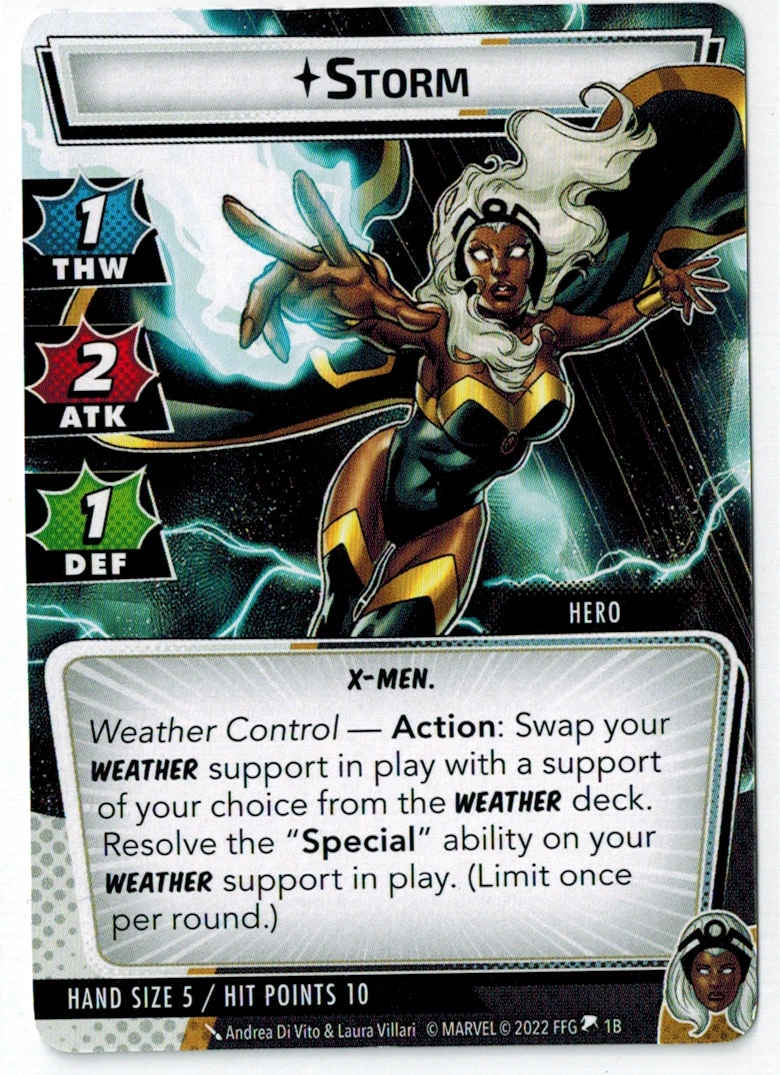 STORM
1
THW
2
ATK
1
DEF
HERO
X-MEN.
Weather Control — Action: Swap your
WEATHER support in play with a support
of your choice from the WEATHER deck.
Resolve the “Special” ability on your
WEATHER support in play. (Limit once
per round.)
HAND SIZE 5 / HIT POINTS 10
Andrea Di Vito & Laura Villari © MARVEL © 2022 FFG 1B